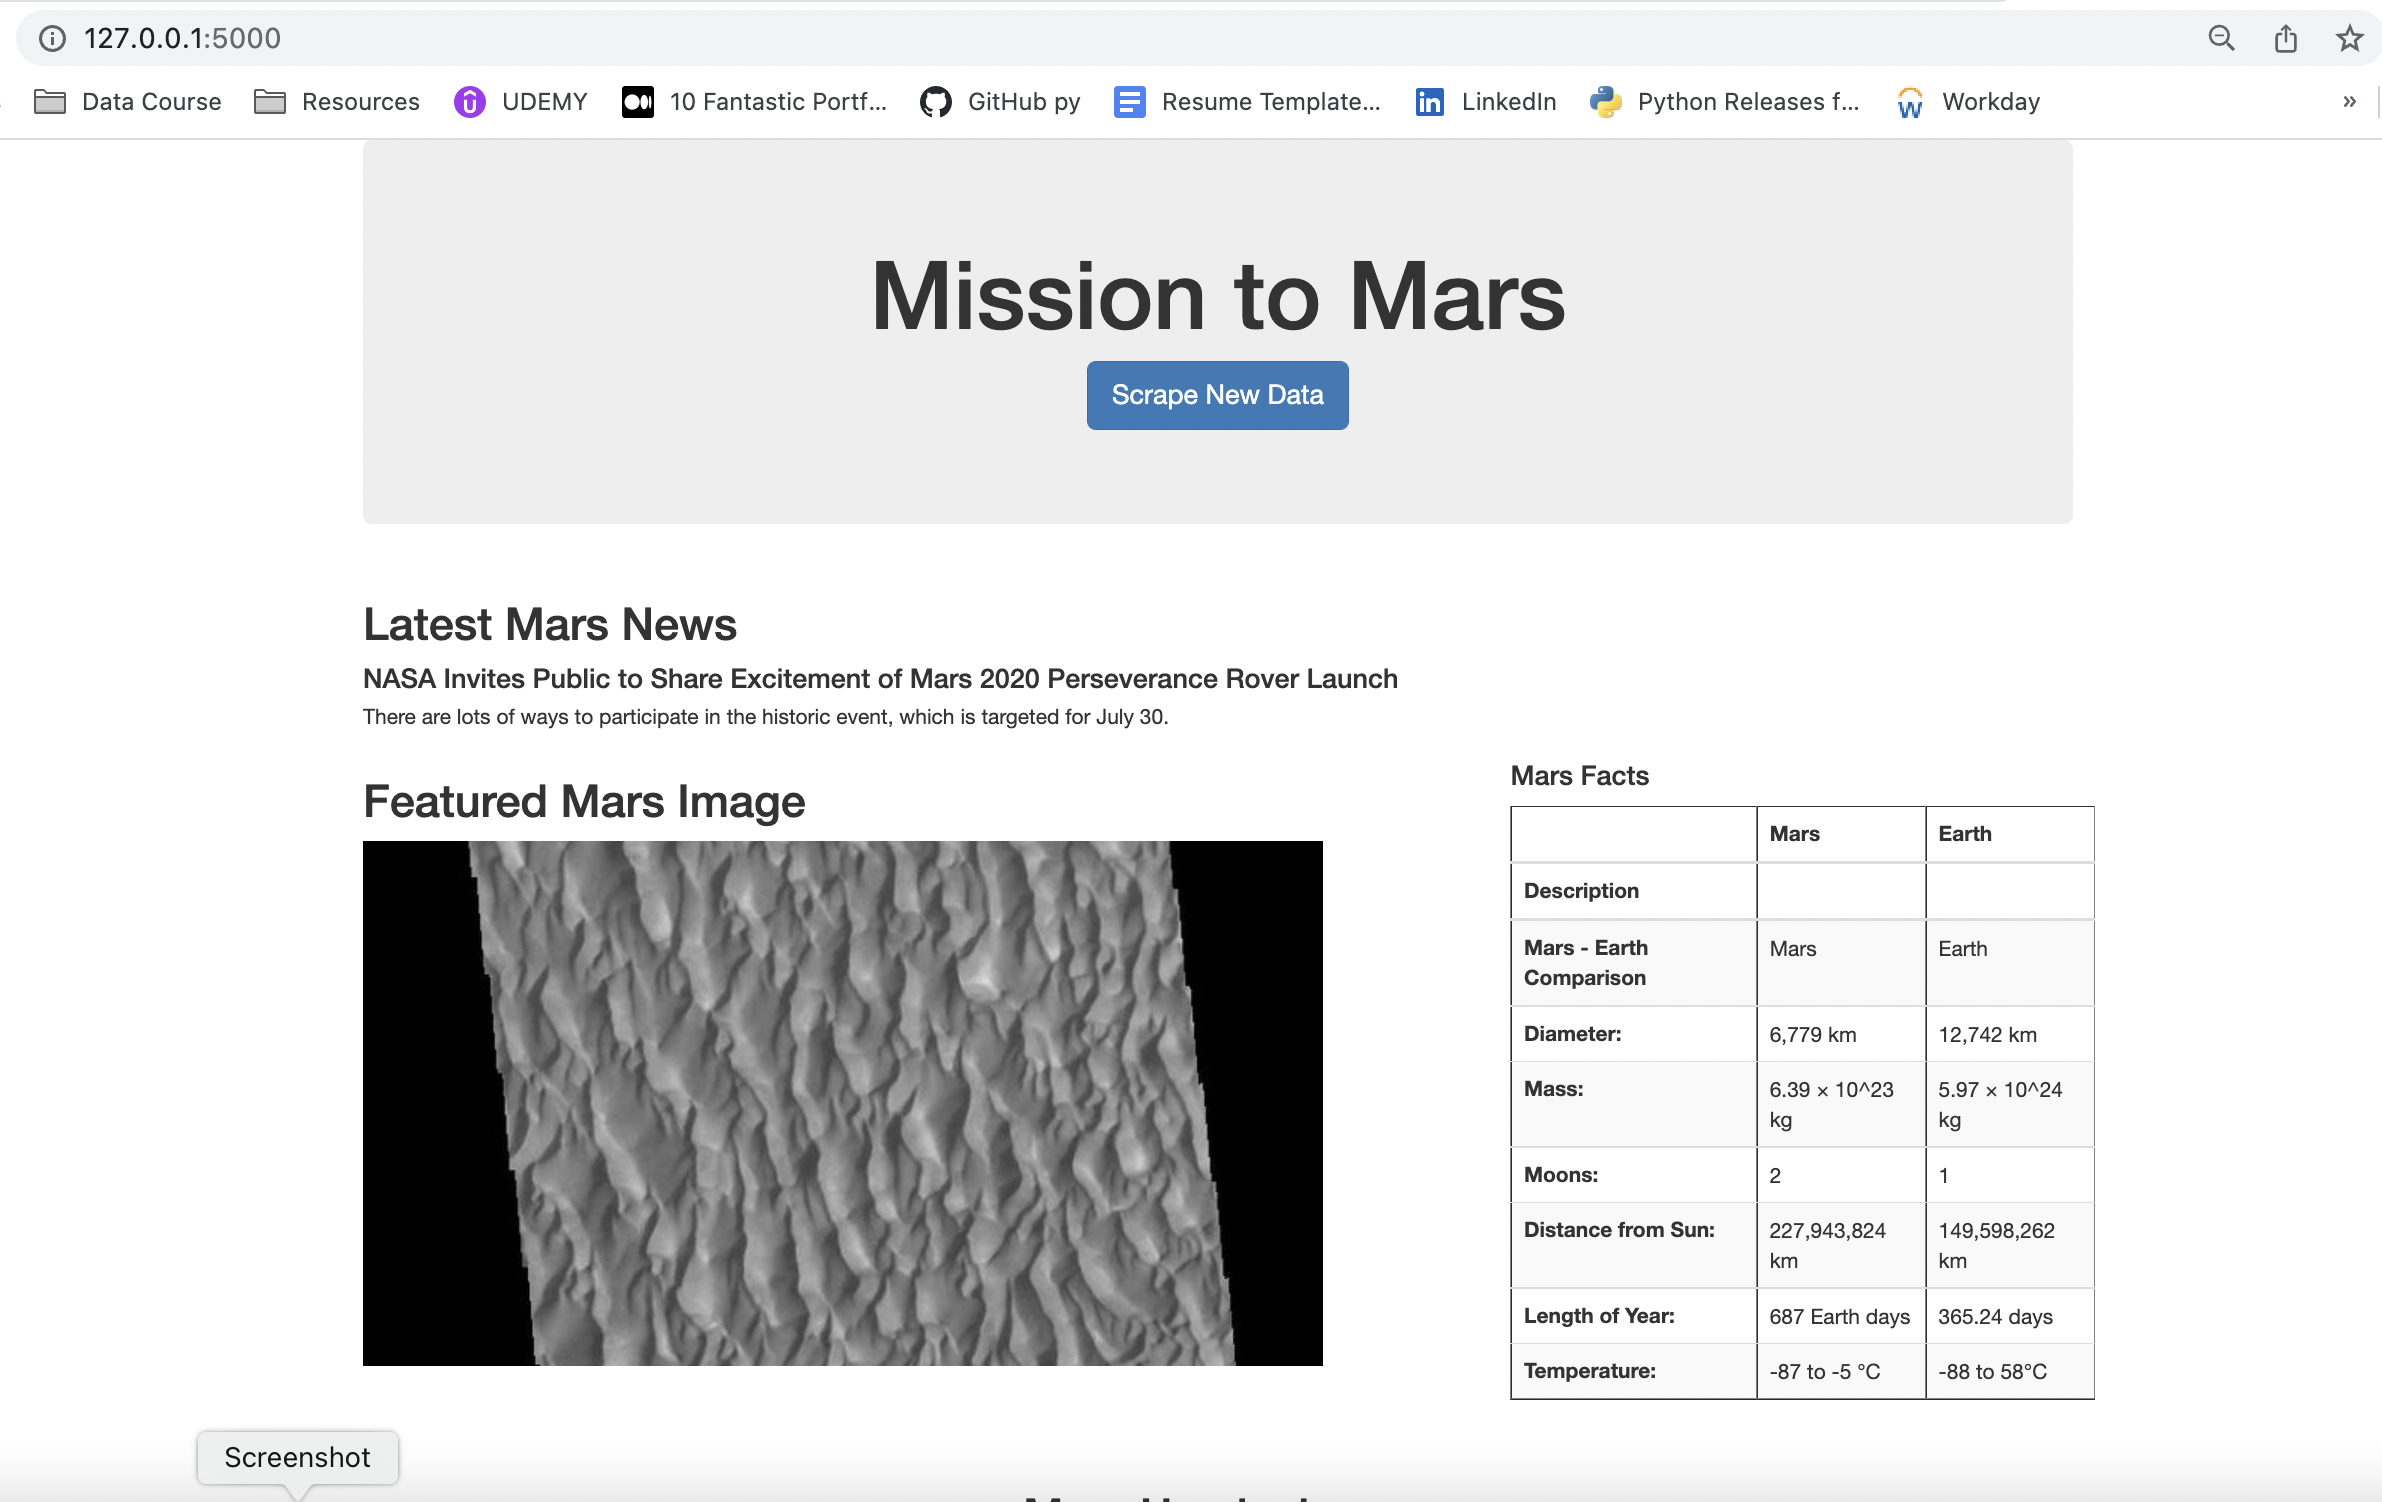 127.0.0.1:5000
Data Course Resources UDEMY 10 Fantastic Portf... GitHub py Resume Template... LinkedIn Python Releases f... Workday »
Mission to Mars
Scrape New Data
Latest Mars News
NASA Invites Public to Share Excitement of Mars 2020 Perseverance Rover Launch
There are lots of ways to participate in the historic event, which is targeted for July 30.
Featured Mars Image
Mars Facts
Mars Earth
Description
Mars - Earth Mars Earth
Comparison
Diameter: 6,779 km 12,742 km
Mass: 6.39 × 10^23 5.97 × 10^24
kg kg
Moons: 2 1
Distance from Sun: 227,943,824 149,598,262
km km
Length of Year: 687 Earth days 365.24 days
Temperature: -87 to -5 °C -88 to 58°C
Screenshot